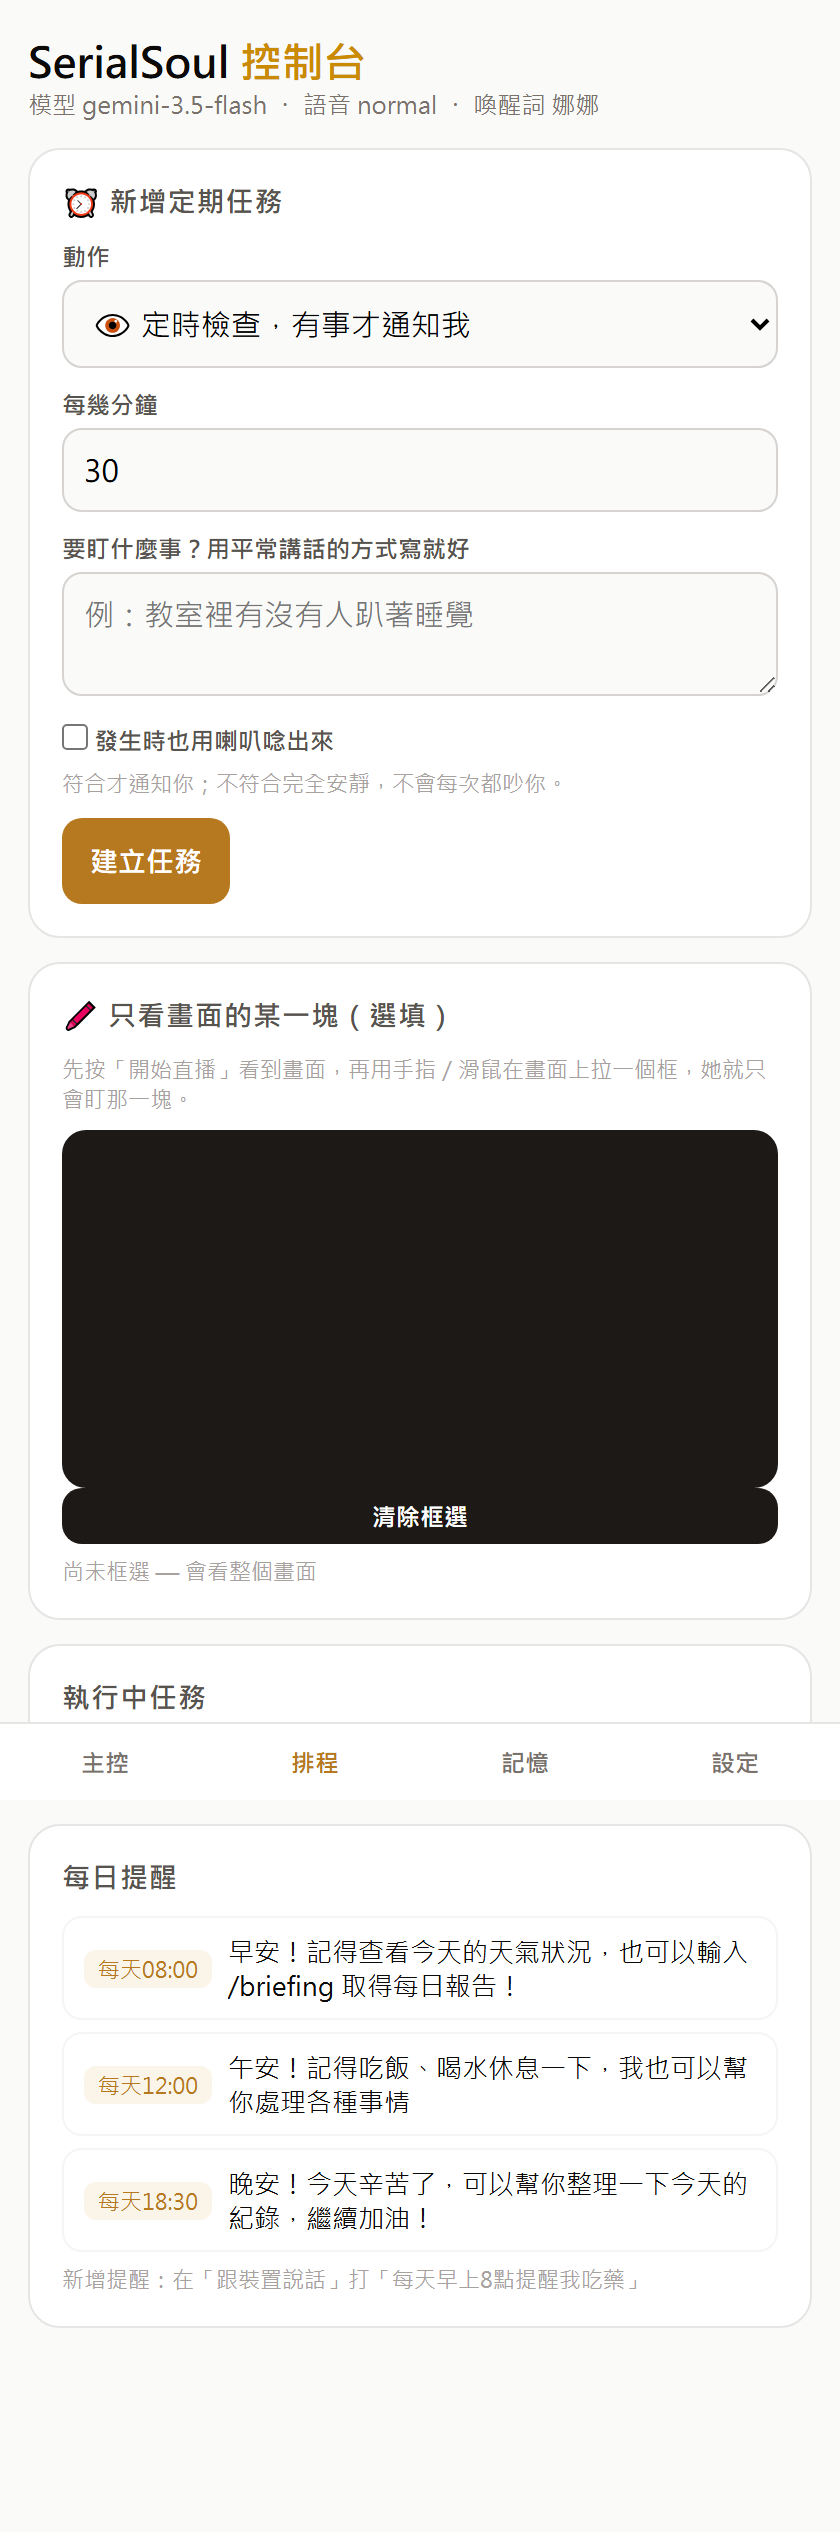 SerialSoul 控制台
模型 gemini-3.5-flash · 語音 normal · 喚醒詞 娜娜
新增定期任務
動作
定時檢查，有事才通知我
每幾分鐘
30
要盯什麼事？用平常講話的方式寫就好
例：教室裡有沒有人趴著睡覺
發生時也用喇叭唸出來
符合才通知你；不符合完全安靜，不會每次都吵你。
建立任務
只看畫面的某一塊（選填）
先按「開始直播」看到畫面，再用手指 / 滑鼠在畫面上拉一個框，她就只
會盯那一塊。
清除框選
尚未框選 — 會看整個畫面
執行中任務
主控
排程
記憶
設定
每日提醒
每天08:00
早安！記得查看今天的天氣狀況，也可以輸入
/briefing 取得每日報告！
每天12:00
午安！記得吃飯、喝水休息一下，我也可以幫
你處理各種事情
每天18:30
晚安！今天辛苦了，可以幫你整理一下今天的
紀錄，繼續加油！
新增提醒：在「跟裝置說話」打「每天早上8點提醒我吃藥」